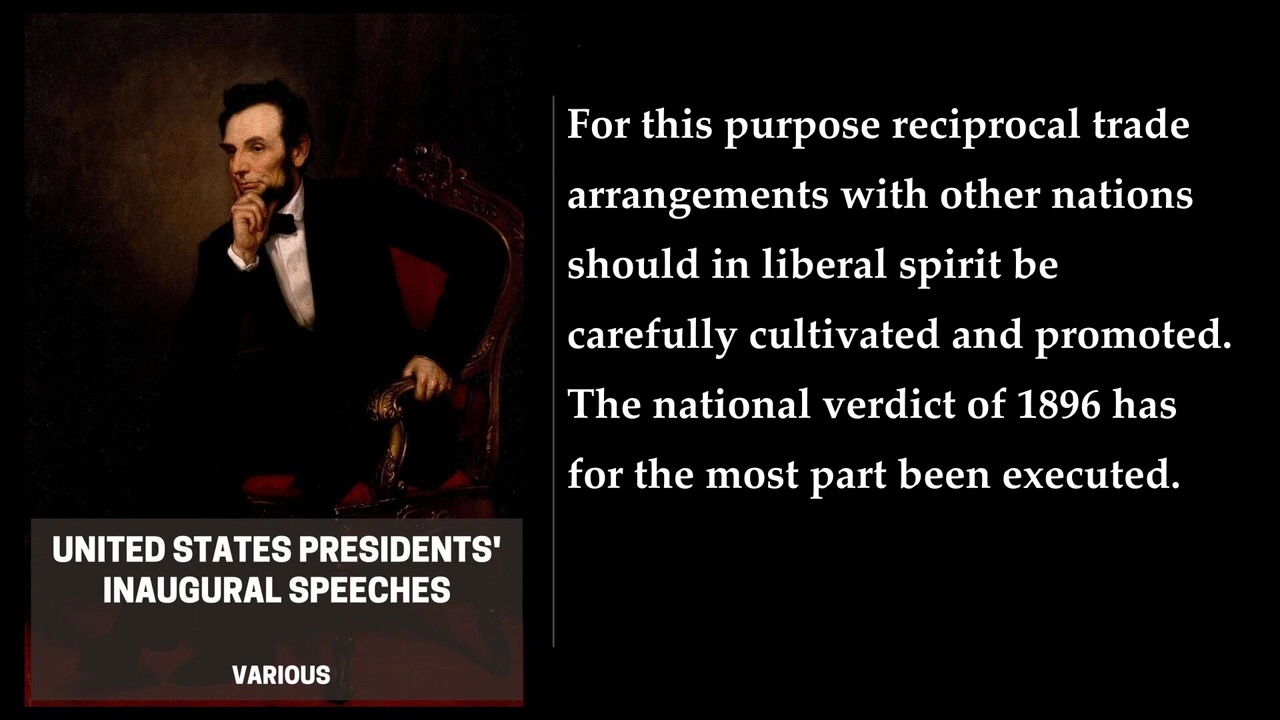 For this purpose reciprocal trade
arrangements with other nations
should in liberal spirit be
carefully cultivated and promoted.
The national verdict of 1896 has
for the most part been executed.
UNITED STATES PRESIDENTS'
INAUGURAL SPEECHES
VARIOUS